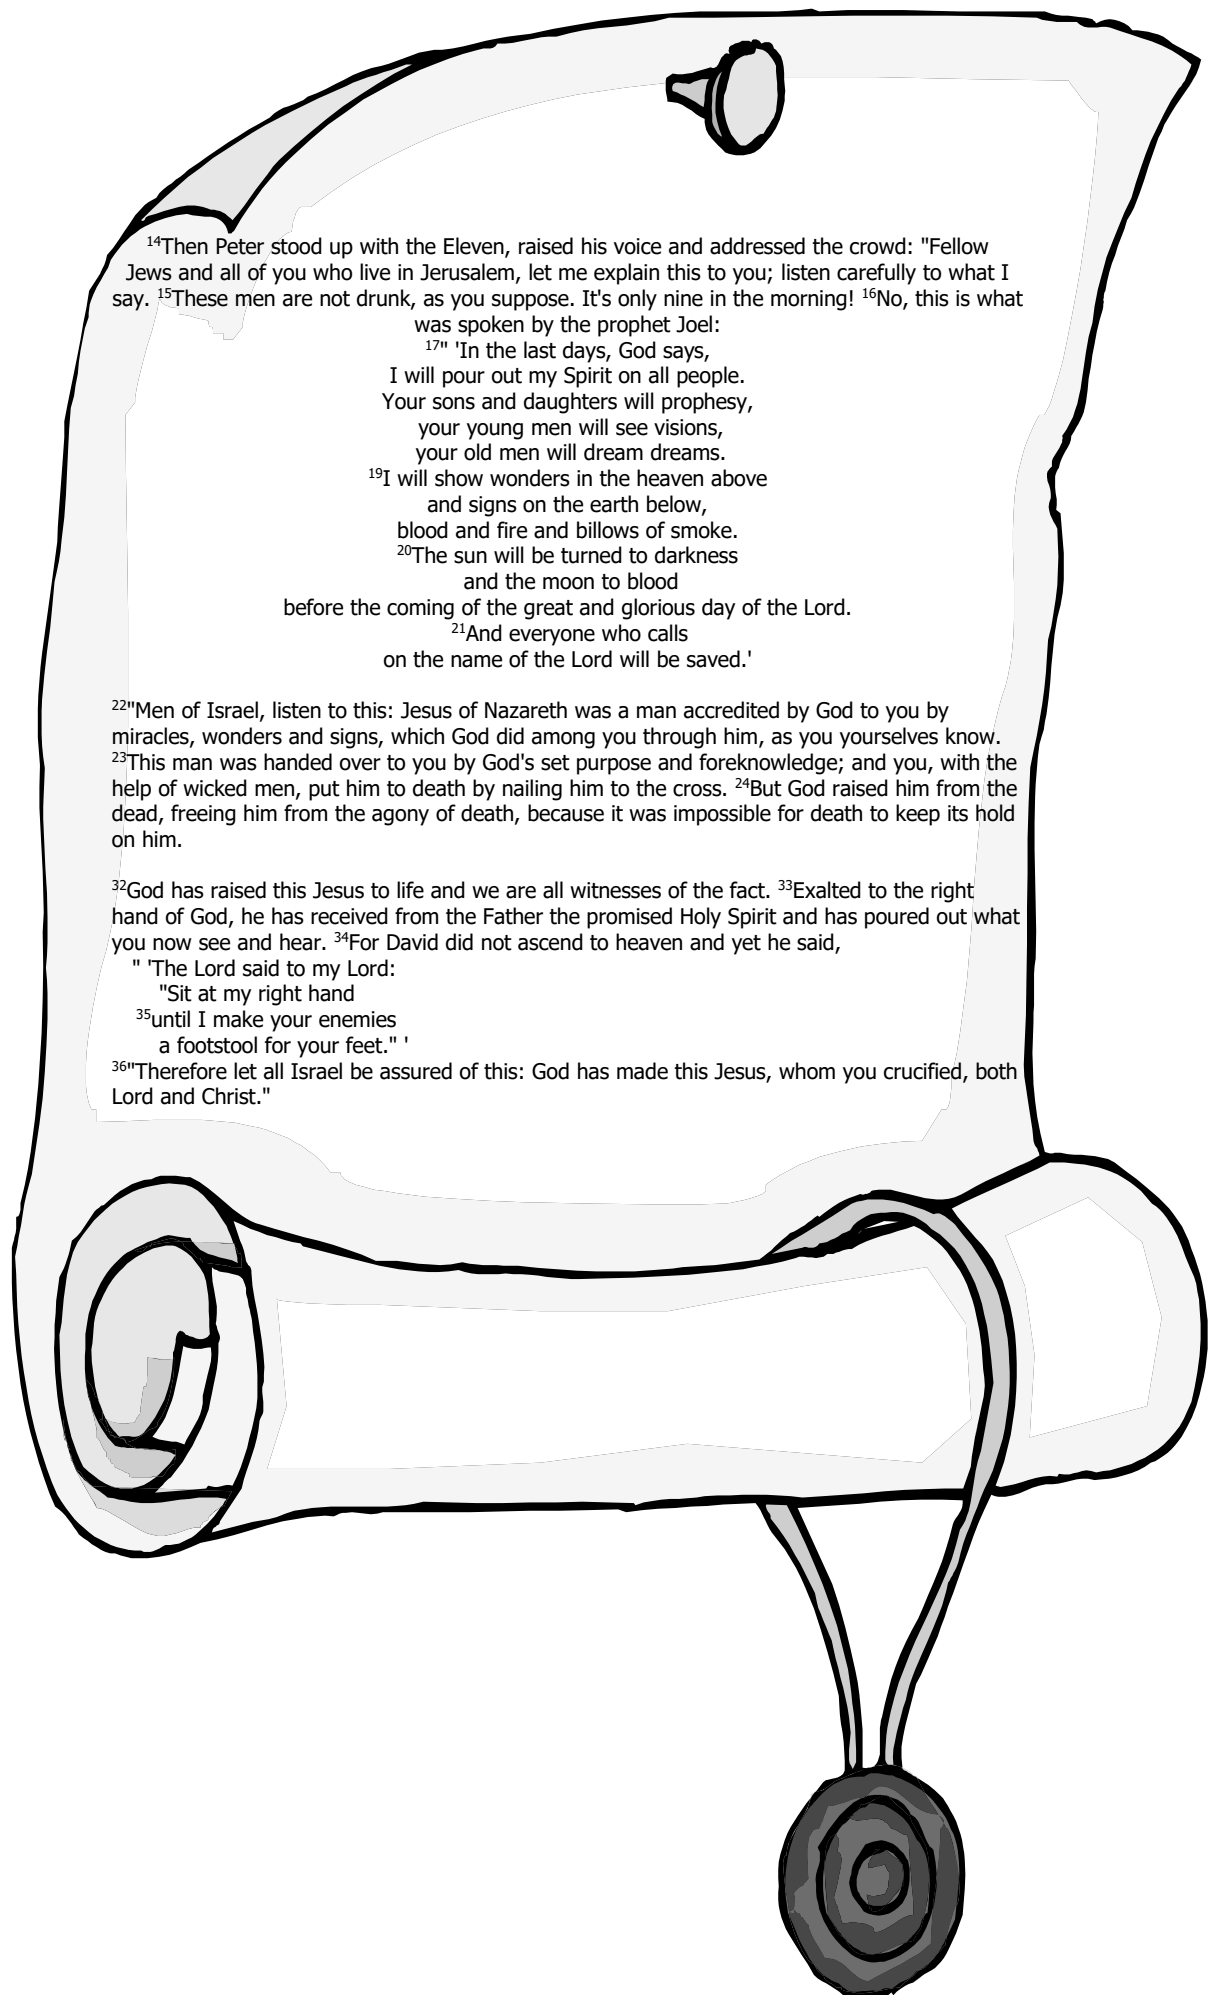 14Then Peter stood up with the Eleven, raised his voice and addressed the crowd: "Fellow
Jews and all of you who live in Jerusalem, let me explain this to you; listen carefully to what I
say. 15These men are not drunk, as you suppose. It's only nine in the morning! 16No, this is what
was spoken by the prophet Joel:
17" 'In the last days, God says,
I will pour out my Spirit on all people.
Your sons and daughters will prophesy,
your young men will see visions,
your old men will dream dreams.
19I will show wonders in the heaven above
and signs on the earth below,
blood and fire and billows of smoke.
20The sun will be turned to darkness
and the moon to blood
before the coming of the great and glorious day of the Lord.
21And everyone who calls
on the name of the Lord will be saved.'
22"Men of Israel, listen to this: Jesus of Nazareth was a man accredited by God to you by
miracles, wonders and signs, which God did among you through him, as you yourselves know.
23This man was handed over to you by God's set purpose and foreknowledge; and you, with the
help of wicked men, put him to death by nailing him to the cross. 24But God raised him from the
dead, freeing him from the agony of death, because it was impossible for death to keep its hold
on him.
32God has raised this Jesus to life and we are all witnesses of the fact. 33Exalted to the right
hand of God, he has received from the Father the promised Holy Spirit and has poured out what
you now see and hear. 34For David did not ascend to heaven and yet he said,
" 'The Lord said to my Lord:
"Sit at my right hand
35until I make your enemies
a footstool for your feet." '
36"Therefore let all Israel be assured of this: God has made this Jesus, whom you crucified, both
Lord and Christ."